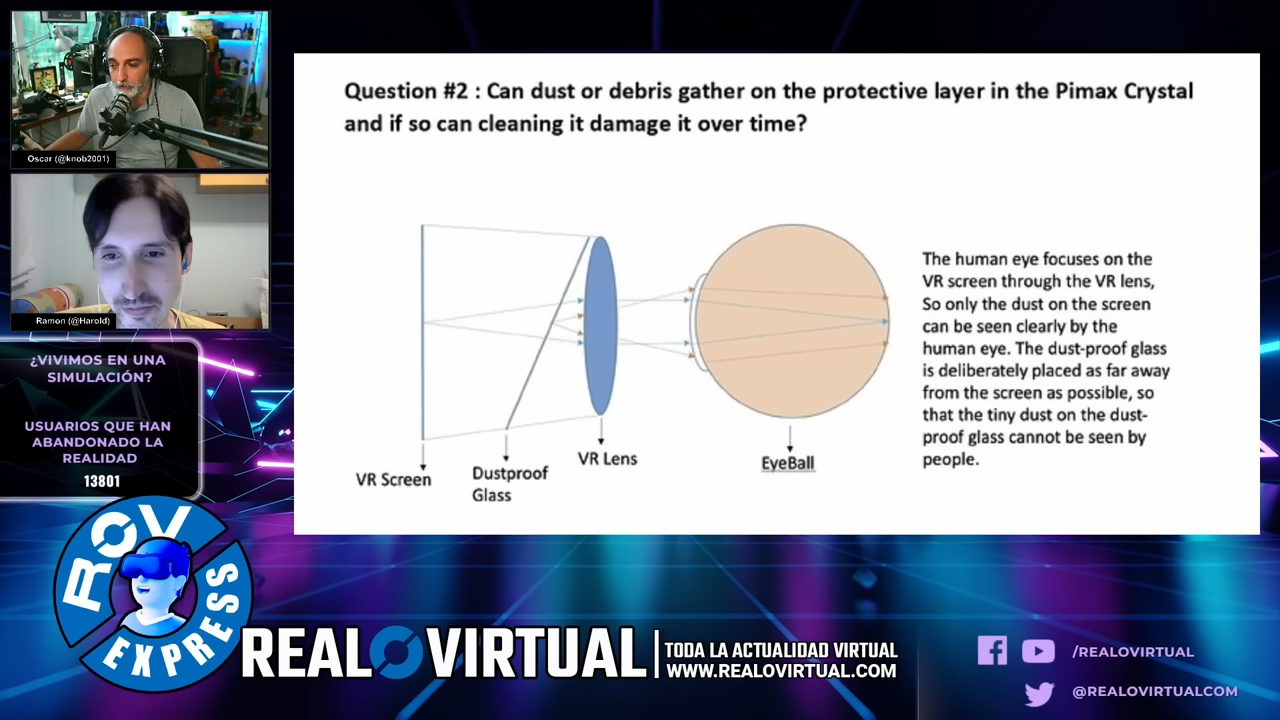 Oscar (@knob2001)
Ramon (@Harold)
¿VIVIMOS EN UNA
SIMULACIÓN?
USUARIOS QUE HAN
ABANDONADO LA
REALIDAD
13801
Question #2 : Can dust or debris gather on the protective layer in the Pimax Crystal
and if so can cleaning it damage it over time?
VR Screen
Dustproof
Glass
VR Lens
EyeBall
The human eye focuses on the
VR screen through the VR lens,
So only the dust on the screen
can be seen clearly by the
human eye. The dust-proof glass
is deliberately placed as far away
from the screen as possible, so
that the tiny dust on the dust-
proof glass cannot be seen by
people.
ROV
EXPRESS
REAL O VIRTUAL
TODA LA ACTUALIDAD VIRTUAL
WWW.REALOVIRTUAL.COM
/REALOVIRTUAL
@REALOVIRTUALCOM